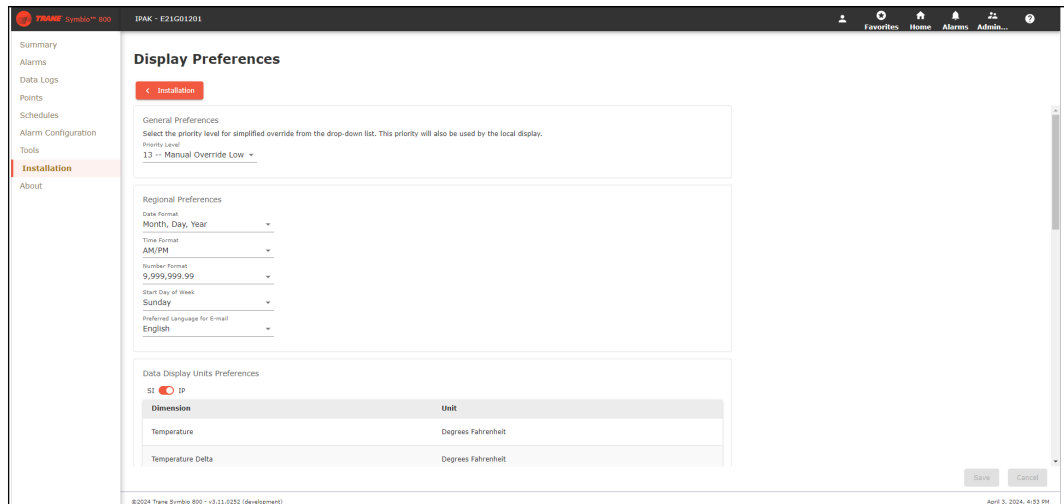 TRANE Symbio™ 800
IPAK - E21G01201
Favorites
Home
Alarms
Admin...
Summary
Alarms
Data Logs
Points
Schedules
Alarm Configuration
Tools
Installation
About
Display Preferences
< Installation
General Preferences
Select the priority level for simplified override from the drop-down list. This priority will also be used by the local display.
Priority Level
13 -- Manual Override Low
Regional Preferences
Date Format
Month, Day, Year
Time Format
AM/PM
Number Format
9,999,999.99
Start Day of Week
Sunday
Preferred Language for E-mail
English
Data Display Units Preferences
SI IP
Dimension Unit
Temperature Degrees Fahrenheit
Temperature Delta Degrees Fahrenheit
Save Cancel
©2024 Trane Symbio 800 - v3.11.0252 (development) April 3, 2024, 4:53 PM